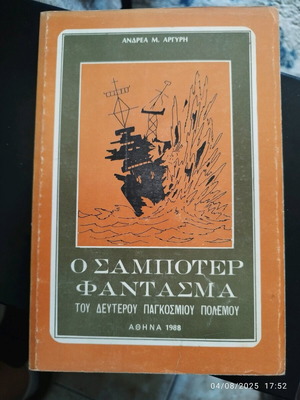 ΑΝΔΡΕΑ Μ. ΑΡΓΥΡΗ
Ο ΣΑΜΠΟΤΕΡ
ΦΑΝΤΑΣΜΑ
ΤΟΥ ΔΕΥΤΕΡΟΥ ΠΑΓΚΟΣΜΙΟΥ ΠΟΛΕΜΟΥ
ΑΘΗΝΑ 1988
04/08/2025 17:52